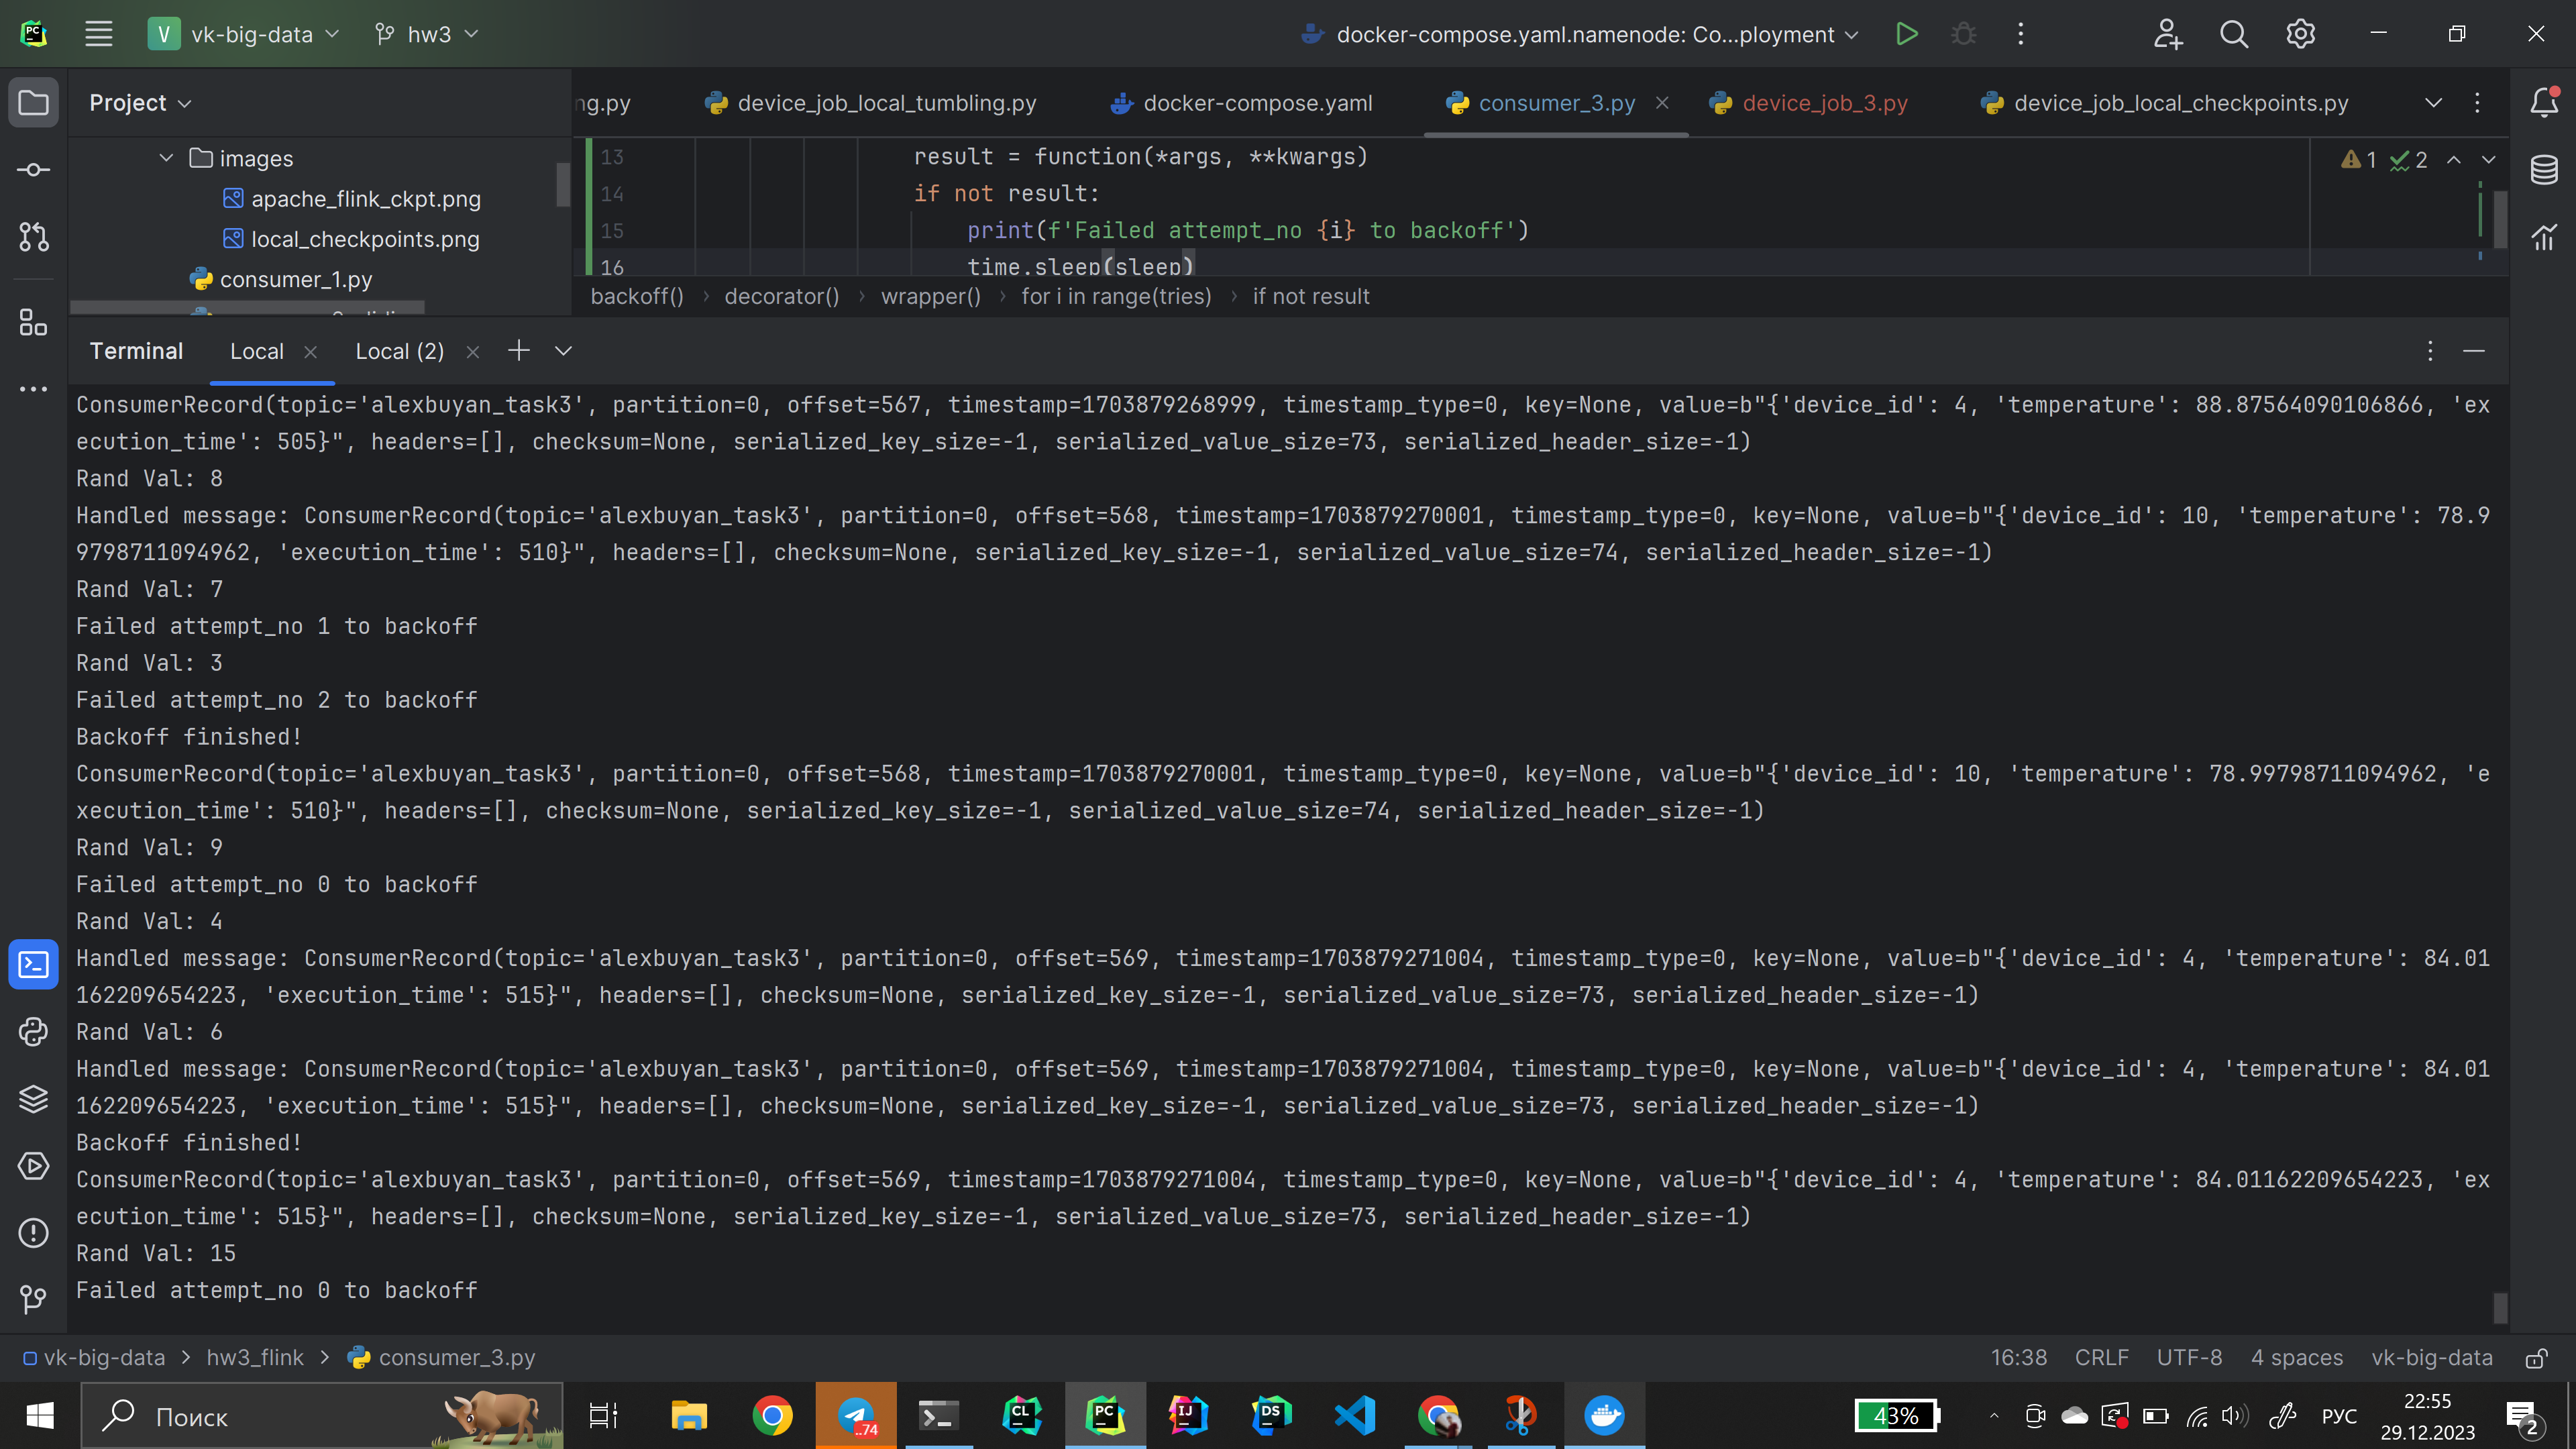 V vk-big-data hw3 docker-compose.yaml.namenode: Co...ployment
Project
ng.py device_job_local_tumbling.py docker-compose.yaml consumer_3.py device_job_3.py device_job_local_checkpoints.py
images
apache_flink_ckpt.png
local_checkpoints.png
consumer_1.py
13 result = function(*args, **kwargs)
14 if not result:
15 print(f'Failed attempt_no {i} to backoff')
16 time.sleep(sleep)
1 2
backoff() decorator() wrapper() for i in range(tries) if not result
Terminal Local Local (2)
ConsumerRecord(topic='alexbuyan_task3', partition=0, offset=567, timestamp=1703879268999, timestamp_type=0, key=None, value=b"{'device_id': 4, 'temperature': 88.87564090106866, 'ex
ecution_time': 505}", headers=[], checksum=None, serialized_key_size=-1, serialized_value_size=73, serialized_header_size=-1)
Rand Val: 8
Handled message: ConsumerRecord(topic='alexbuyan_task3', partition=0, offset=568, timestamp=1703879270001, timestamp_type=0, key=None, value=b"{'device_id': 10, 'temperature': 78.9
9798711094962, 'execution_time': 510}", headers=[], checksum=None, serialized_key_size=-1, serialized_value_size=74, serialized_header_size=-1)
Rand Val: 7
Failed attempt_no 1 to backoff
Rand Val: 3
Failed attempt_no 2 to backoff
Backoff finished!
ConsumerRecord(topic='alexbuyan_task3', partition=0, offset=568, timestamp=1703879270001, timestamp_type=0, key=None, value=b"{'device_id': 10, 'temperature': 78.99798711094962, 'e
xecution_time': 510}", headers=[], checksum=None, serialized_key_size=-1, serialized_value_size=74, serialized_header_size=-1)
Rand Val: 9
Failed attempt_no 0 to backoff
Rand Val: 4
Handled message: ConsumerRecord(topic='alexbuyan_task3', partition=0, offset=569, timestamp=1703879271004, timestamp_type=0, key=None, value=b"{'device_id': 4, 'temperature': 84.01
162209654223, 'execution_time': 515}", headers=[], checksum=None, serialized_key_size=-1, serialized_value_size=73, serialized_header_size=-1)
Rand Val: 6
Handled message: ConsumerRecord(topic='alexbuyan_task3', partition=0, offset=569, timestamp=1703879271004, timestamp_type=0, key=None, value=b"{'device_id': 4, 'temperature': 84.01
162209654223, 'execution_time': 515}", headers=[], checksum=None, serialized_key_size=-1, serialized_value_size=73, serialized_header_size=-1)
Backoff finished!
ConsumerRecord(topic='alexbuyan_task3', partition=0, offset=569, timestamp=1703879271004, timestamp_type=0, key=None, value=b"{'device_id': 4, 'temperature': 84.01162209654223, 'ex
ecution_time': 515}", headers=[], checksum=None, serialized_key_size=-1, serialized_value_size=73, serialized_header_size=-1)
Rand Val: 15
Failed attempt_no 0 to backoff
vk-big-data hw3_flink consumer_3.py 16:38 CRLF UTF-8 4 spaces vk-big-data
Поиск ..74 CL PC IJ DS 43% РУС 22:55
29.12.2023 2